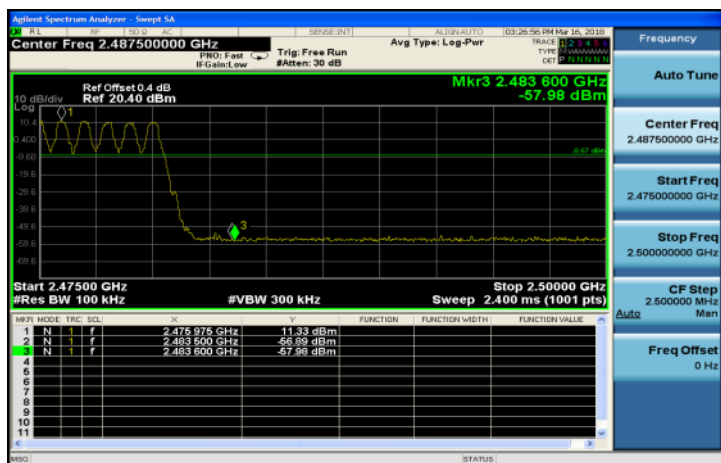 Agilent Spectrum Analyzer - Swept SA
RL RF 50 Ω AC SENSE:INT ALIGN AUTO 03:26:56 PM Mar 16, 2018
Center Freq 2.487500000 GHz
PNO: Fast
IFGain:Low
Trig: Free Run
#Atten: 30 dB
Avg Type: Log-Pwr
TRACE 1 2 3 4 5 6
TYPE M
DET P N N N N N
Ref Offset 0.4 dB
Ref 20.40 dBm
10 dB/div
Log
Mkr3 2.483 600 GHz
-57.98 dBm
10.4
0.400
-9.60
-19.6
-29.6
-39.6
-49.6
-59.6
-69.6
1
3
Start 2.47500 GHz
Stop 2.50000 GHz
#Res BW 100 kHz
#VBW 300 kHz
Sweep 2.400 ms (1001 pts)
MKR MODE TRC SCL X Y FUNCTION FUNCTION WIDTH FUNCTION VALUE
1 N 1 f 2.475 975 GHz 11.33 dBm
2 N 1 f 2.483 500 GHz -56.89 dBm
3 N 1 f 2.483 600 GHz -57.98 dBm
4
5
6
7
8
9
10
11
MSG
STATUS
Frequency
Auto Tune
Center Freq
2.487500000 GHz
Start Freq
2.475000000 GHz
Stop Freq
2.500000000 GHz
CF Step
2.500000 MHz
Auto Man
Freq Offset
0 Hz